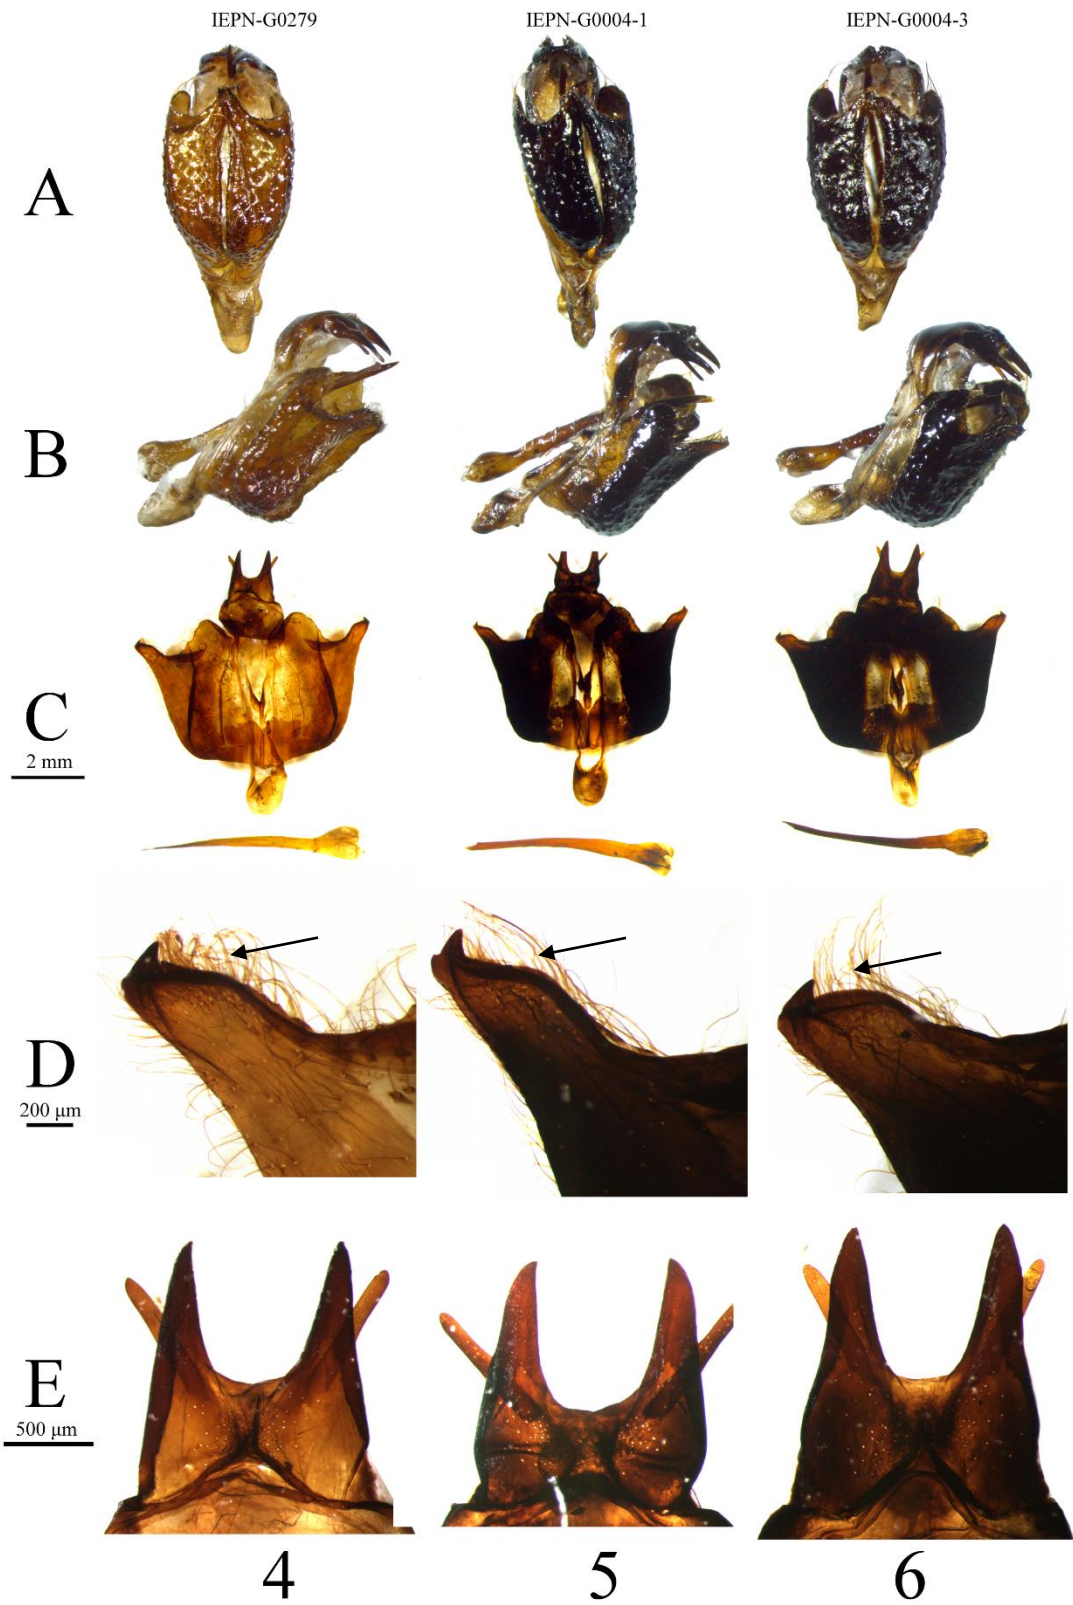 IEPN-G0279 IEPN-G0004-1 IEPN-G0004-3
A
B
C
2 mm
D
200 μm
E
500 μm
4 5 6